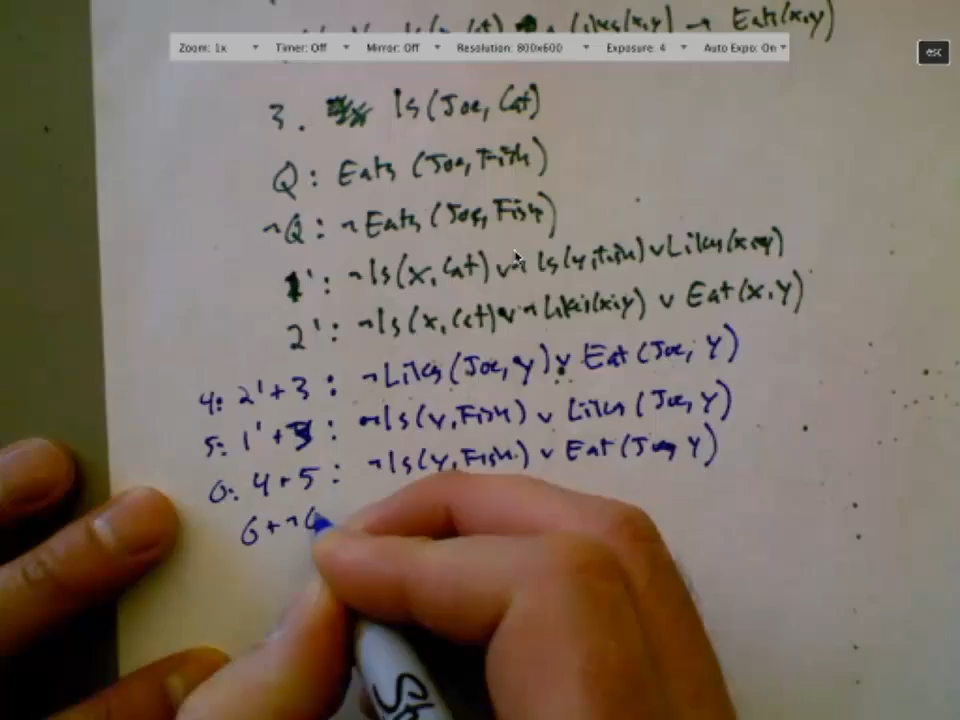 Likes(x,y) → Eats(x,y)
Zoom: 1x Timer: Off Mirror: Off Resolution: 800x600 Exposure: 4 Auto Expo: On
esc
3. Is(Joe, Cat)
Q: Eats (Joe, Fish)
¬Q: ¬Eats (Joe, Fish)
1': ¬Is(x, Cat) v ¬Is(y, Fish) v Likes(x,y)
2': ¬Is(x, Cat) v ¬Likes(x,y) v Eat(x,y)
4: 2'+3: ¬Likes(Joe, y) v Eat(Joe, y)
5: 1'+3: ¬Is(y, Fish) v Likes(Joe, y)
6: 4+5: ¬Is(y, Fish) v Eat(Joe, y)
6+¬
Sh